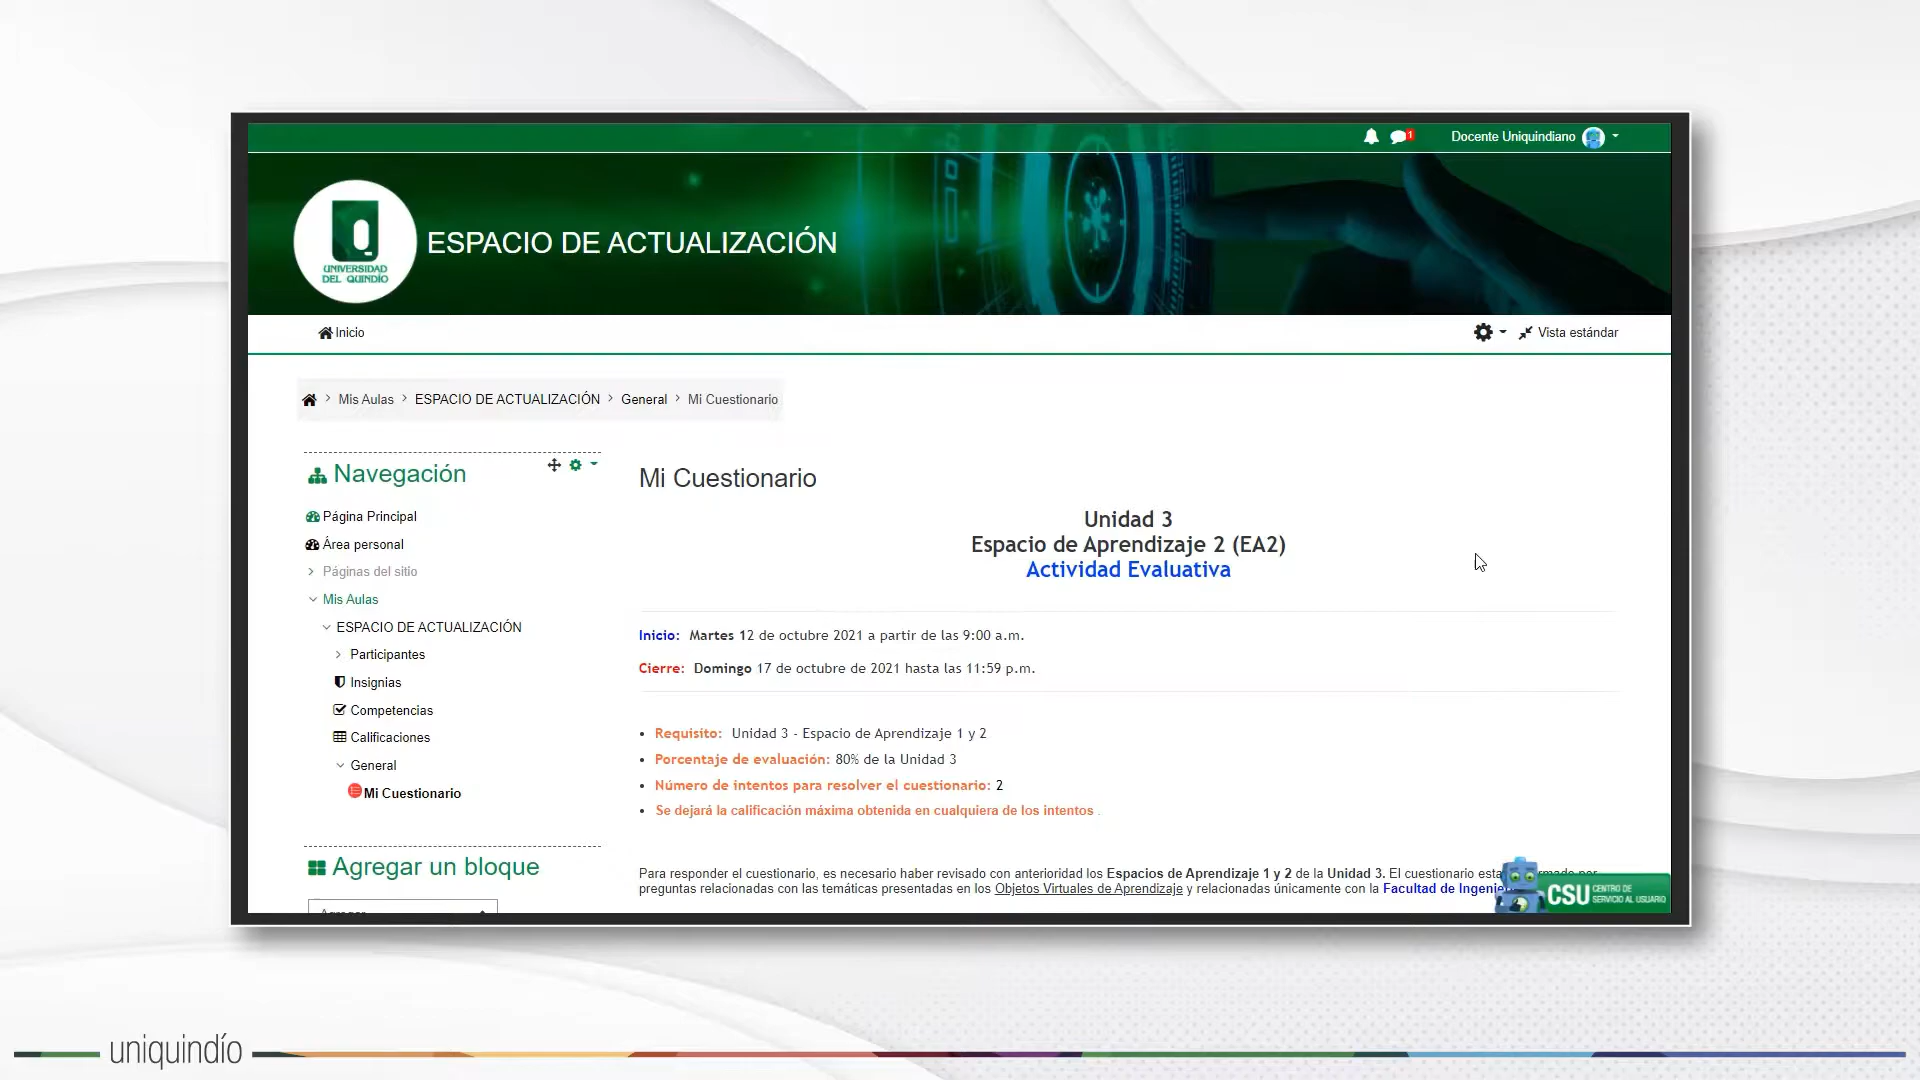 1
Docente Uniquindiano
UNIVERSIDAD
DEL QUINDÍO
ESPACIO DE ACTUALIZACIÓN
Inicio
Vista estándar
Mis Aulas > ESPACIO DE ACTUALIZACIÓN > General > Mi Cuestionario
Navegación
Página Principal
Área personal
Páginas del sitio
Mis Aulas
ESPACIO DE ACTUALIZACIÓN
Participantes
Insignias
Competencias
Calificaciones
General
Mi Cuestionario
Agregar un bloque
Mi Cuestionario
Unidad 3
Espacio de Aprendizaje 2 (EA2)
Actividad Evaluativa
Inicio: Martes 12 de octubre 2021 a partir de las 9:00 a.m.
Cierre: Domingo 17 de octubre de 2021 hasta las 11:59 p.m.
• Requisito: Unidad 3 - Espacio de Aprendizaje 1 y 2
• Porcentaje de evaluación: 80% de la Unidad 3
• Número de intentos para resolver el cuestionario: 2
• Se dejará la calificación máxima obtenida en cualquiera de los intentos .
Para responder el cuestionario, es necesario haber revisado con anterioridad los Espacios de Aprendizaje 1 y 2 de la Unidad 3. El cuestionario
preguntas relacionadas con las temáticas presentadas en los Objetos Virtuales de Aprendizaje y relacionadas únicamente con la Facultad de
CSU CENTRO DE
SERVICIO AL USUARIO
uniquindío